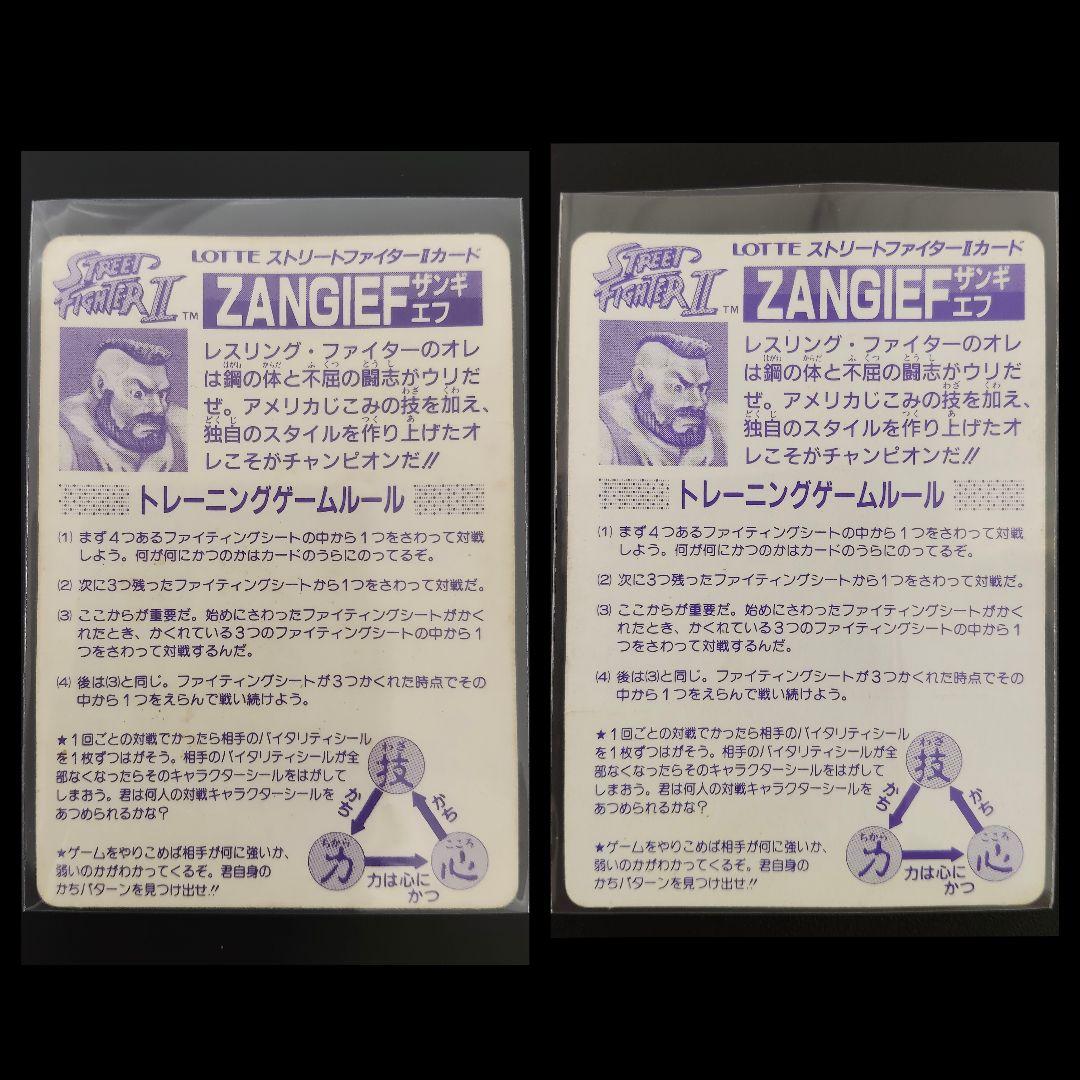 STREET
FIGHTER II TM
LOTTE ストリートファイターIIカード
ZANGIEF ザンギエフ
レスリング・ファイターのオレ
は鋼の体と不屈の闘志がウリだ
ぜ。アメリカじこみの技を加え、
独自のスタイルを作り上げたオ
レこそがチャンピオンだ!!
トレーニングゲームルール
(1) まず4つあるファイティングシートの中から1つをさわって対戦
しよう。何が何にかつのかはカードのうらにのってるぞ。
(2) 次に3つ残ったファイティングシートから1つをさわって対戦だ。
(3) ここからが重要だ。始めにさわったファイティングシートがかく
れたとき、かくれている3つのファイティングシートの中から1
つをさわって対戦するんだ。
(4) 後は(3)と同じ。ファイティングシートが3つかくれた時点でその
中から1つをえらんで戦い続けよう。
★1回ごとの対戦でかったら相手のバイタリティシール
を1枚ずつはがそう。相手のバイタリティシールが全
部なくなったらそのキャラクターシールをはがして
しまおう。君は何人の対戦キャラクターシールを
あつめられるかな?
★ゲームをやりこめば相手が何に強いか、
弱いのかがわかってくるぞ。君自身の
かちパターンを見つけ出せ!!
わざ
技
かち
かち
ちから
力
こころ
心
力は心に
かつ
STREET
FIGHTER II TM
LOTTE ストリートファイターIIカード
ZANGIEF ザンギエフ
レスリング・ファイターのオレ
は鋼の体と不屈の闘志がウリだ
ぜ。アメリカじこみの技を加え、
独自のスタイルを作り上げたオ
レこそがチャンピオンだ!!
トレーニングゲームルール
(1) まず4つあるファイティングシートの中から1つをさわって対戦
しよう。何が何にかつのかはカードのうらにのってるぞ。
(2) 次に3つ残ったファイティングシートから1つをさわって対戦だ。
(3) ここからが重要だ。始めにさわったファイティングシートがかく
れたとき、かくれている3つのファイティングシートの中から1
つをさわって対戦するんだ。
(4) 後は(3)と同じ。ファイティングシートが3つかくれた時点でその
中から1つをえらんで戦い続けよう。
★1回ごとの対戦でかったら相手のバイタリティシール
を1枚ずつはがそう。相手のバイタリティシールが全
部なくなったらそのキャラクターシールをはがして
しまおう。君は何人の対戦キャラクターシールを
あつめられるかな?
★ゲームをやりこめば相手が何に強いか、
弱いのかがわかってくるぞ。君自身の
かちパターンを見つけ出せ!!
わざ
技
かち
かち
ちから
力
こころ
心
力は心に
かつ